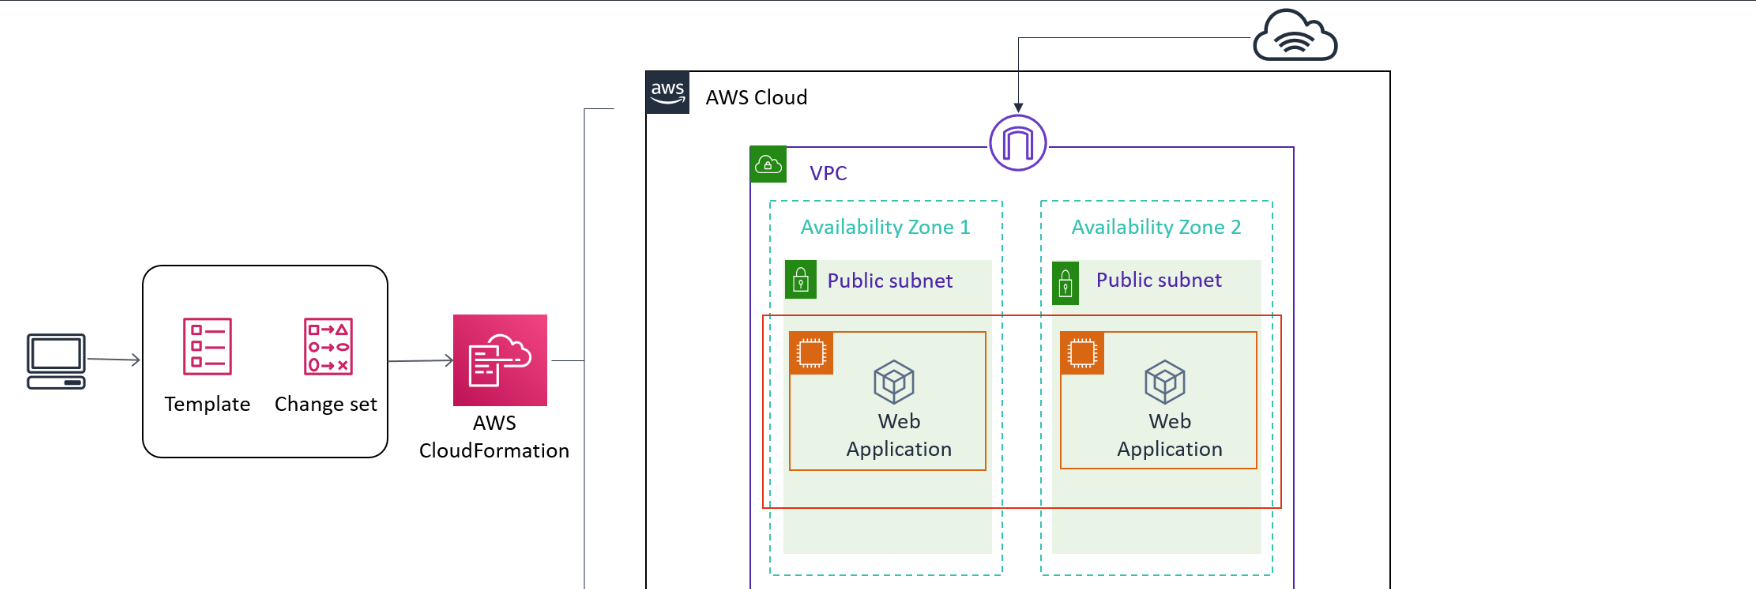 aws
AWS Cloud
VPC
Availability Zone 1
Availability Zone 2
Public subnet
Public subnet
Web
Application
Web
Application
Template
Change set
AWS
CloudFormation